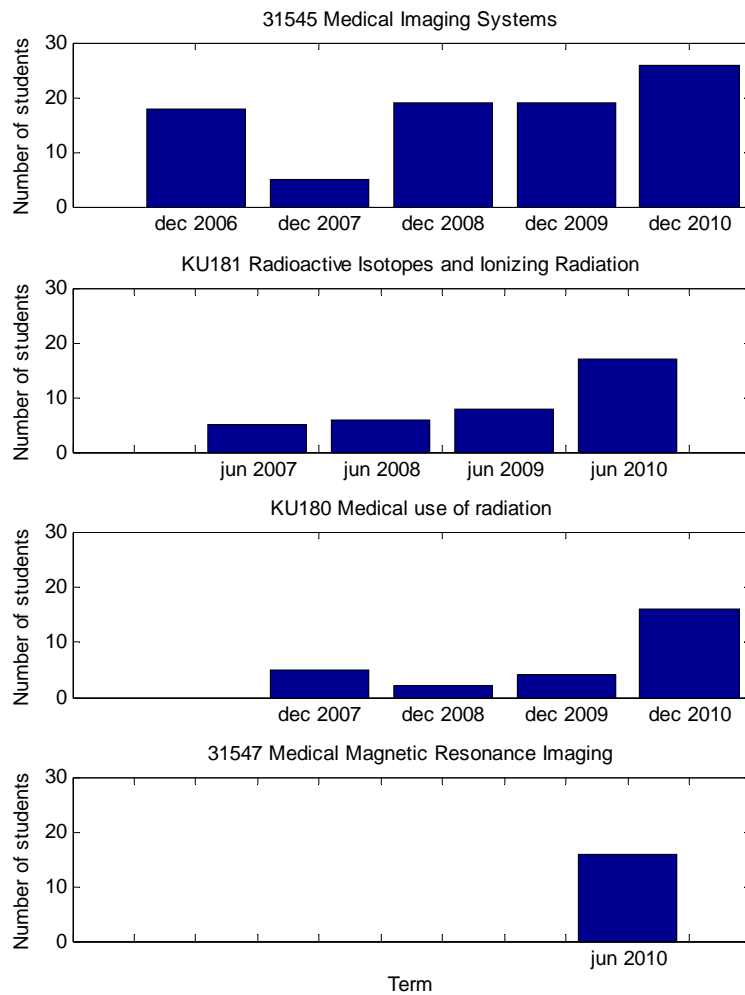 31545 Medical Imaging Systems
Number of students
30
20
10
0
dec 2006 dec 2007 dec 2008 dec 2009 dec 2010
KU181 Radioactive Isotopes and Ionizing Radiation
Number of students
30
20
10
0
jun 2007 jun 2008 jun 2009 jun 2010
KU180 Medical use of radiation
Number of students
30
20
10
0
dec 2007 dec 2008 dec 2009 dec 2010
31547 Medical Magnetic Resonance Imaging
Number of students
30
20
10
0
jun 2010
Term